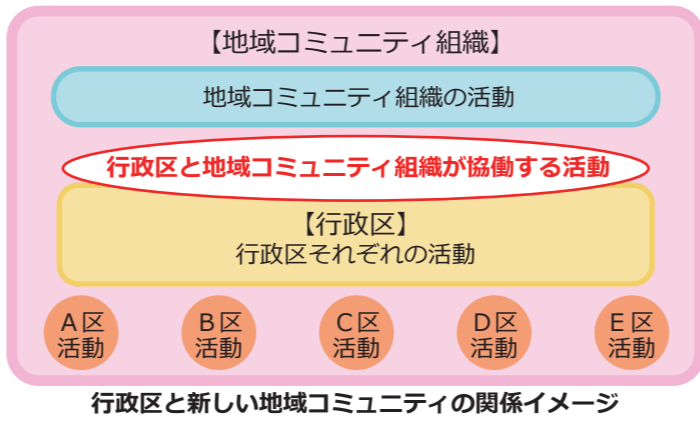 【地域コミュニティ組織】
地域コミュニティ組織の活動
行政区と地域コミュニティ組織が協働する活動
【行政区】
行政区それぞれの活動
A区
活動
B区
活動
C区
活動
D区
活動
E区
活動
行政区と新しい地域コミュニティの関係イメージ